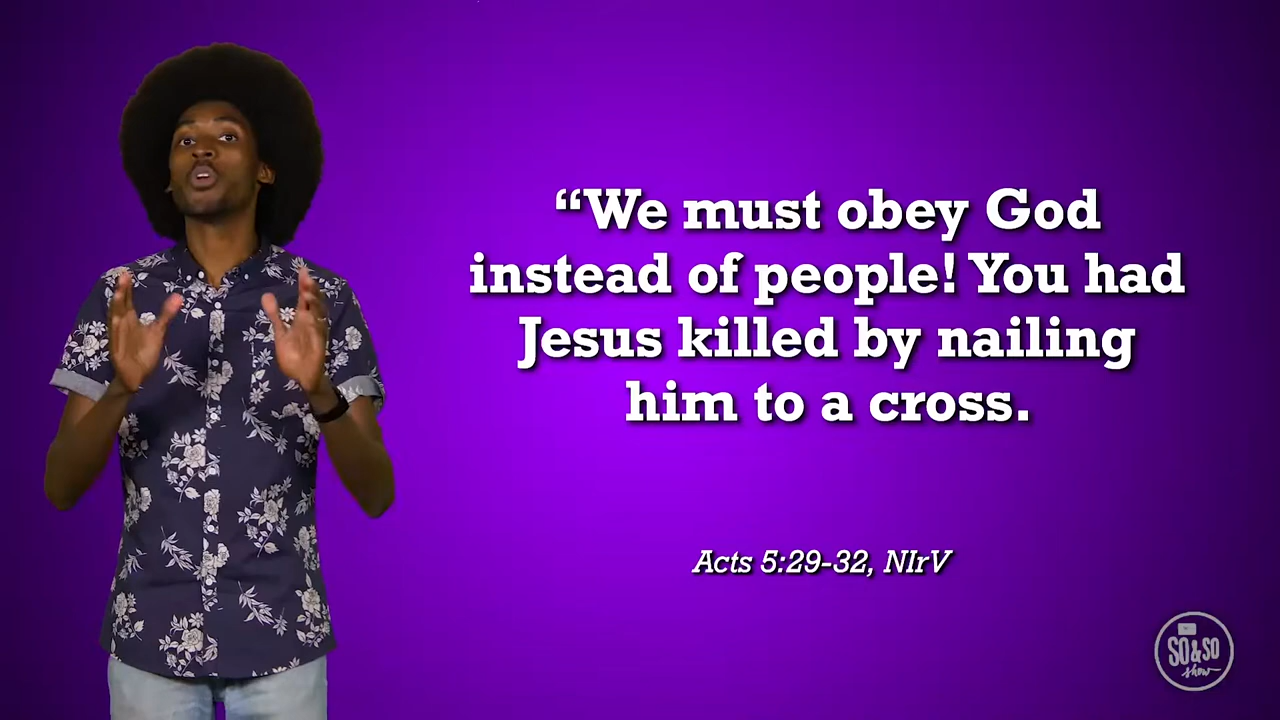 “We must obey God
instead of people! You had
Jesus killed by nailing
him to a cross.
Acts 5:29-32, NIrV
SO & SO
show